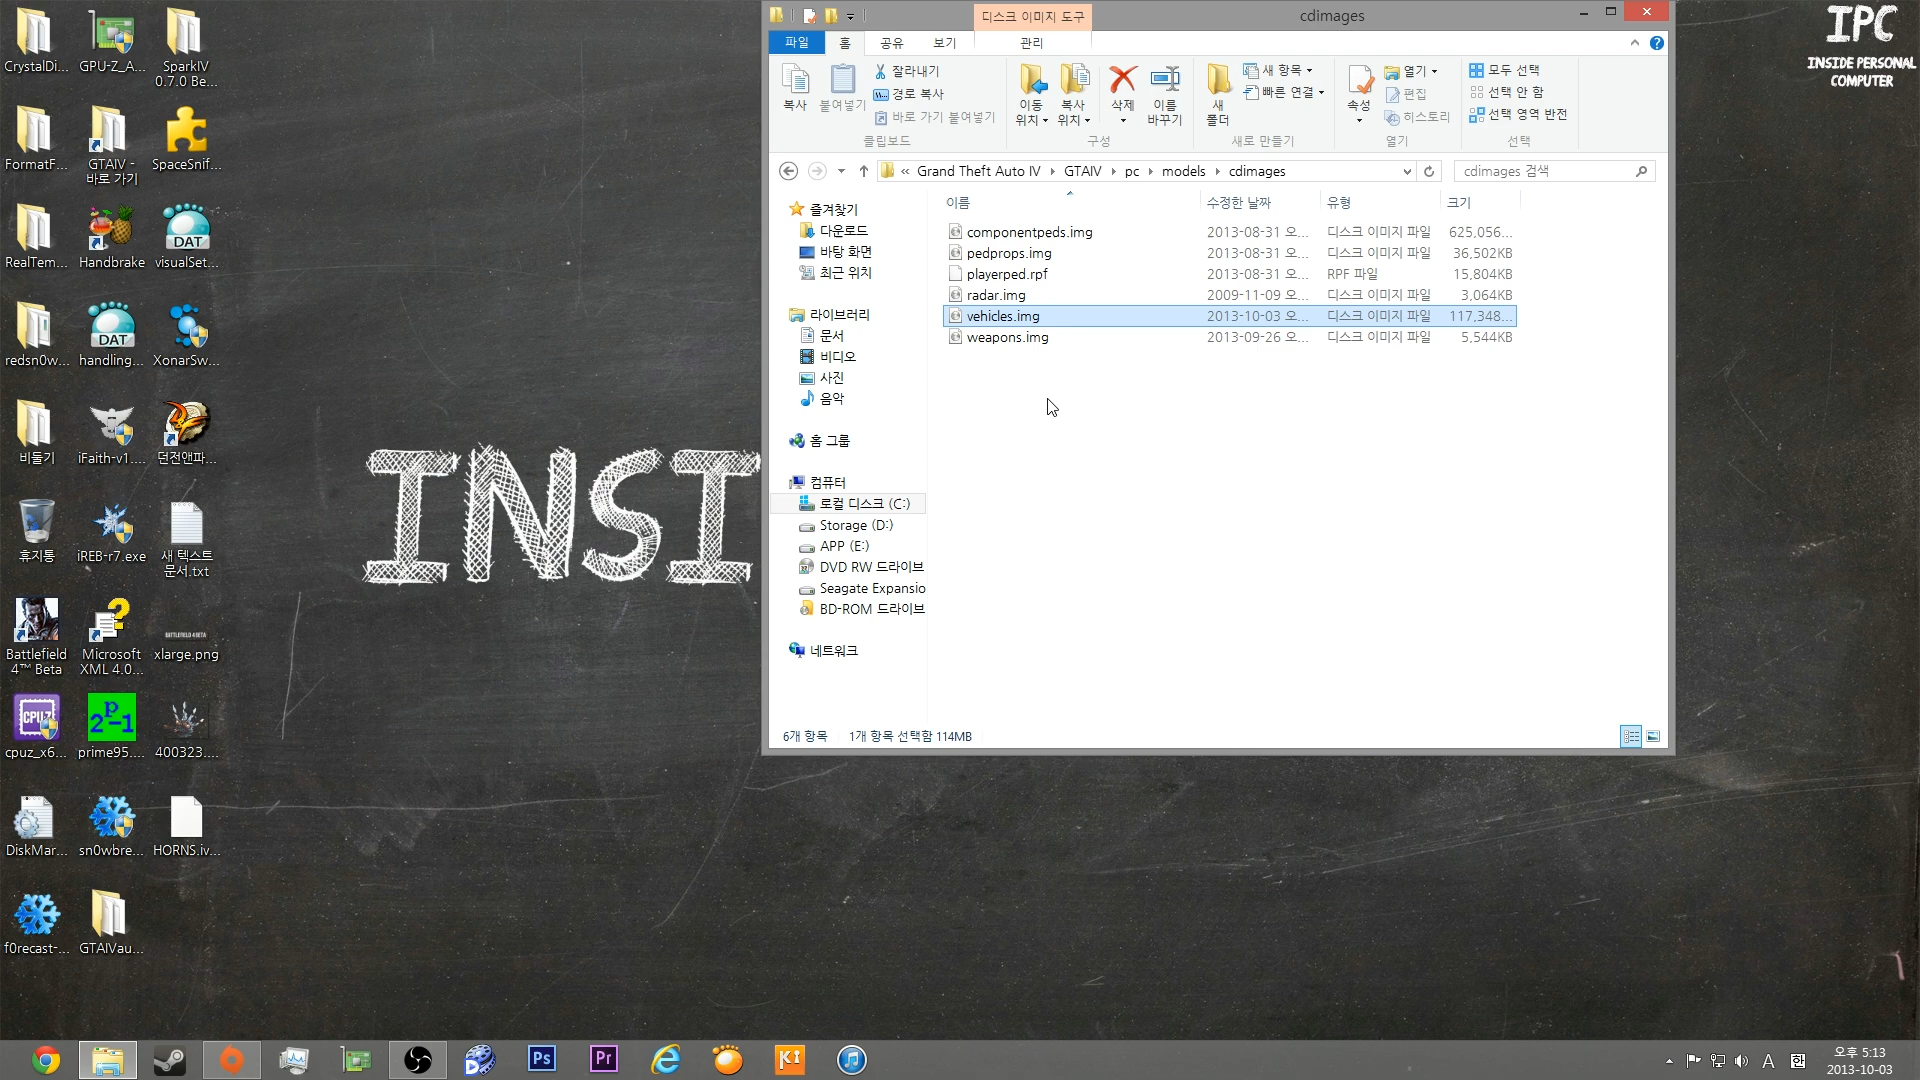 CrystalDi...
GPU-Z_A...
SparkIV
0.7.0 Be...
FormatF...
GTAIV -
바로 가기
SpaceSnif...
RealTem...
Handbrake
DAT
visualSet...
redsn0w...
DAT
handling...
XonarSw...
비둘기
iFaith-v1....
던전앤파...
휴지통
iREB-r7.exe
새 텍스트
문서.txt
Battlefield
4™ Beta
Microsoft
XML 4.0...
BATTLEFIELD 4 BETA
xlarge.png
CPUZ
cpuz_x6...
2ᵖ-1
prime95....
400323....
DiskMar...
sn0wbre...
HORNS.iv...
f0recast-...
GTAIVau...
INSI
IPC
INSIDE PERSONAL
COMPUTER
디스크 이미지 도구
cdimages
파일
홈
공유
보기
관리
복사
붙여넣기
잘라내기
경로 복사
바로 가기 붙여넣기
클립보드
이동
위치
복사
위치
삭제
이름
바꾸기
구성
새
폴더
새 항목
빠른 연결
새로 만들기
속성
열기
편집
히스토리
열기
모두 선택
선택 안 함
선택 영역 반전
선택
« Grand Theft Auto IV
GTAIV
pc
models
cdimages
cdimages 검색
즐겨찾기
다운로드
바탕 화면
최근 위치
라이브러리
문서
비디오
사진
음악
홈 그룹
컴퓨터
로컬 디스크 (C:)
Storage (D:)
APP (E:)
DVD RW 드라이브
Seagate Expansio
BD-ROM 드라이브
네트워크
이름 수정한 날짜 유형 크기
componentpeds.img 2013-08-31 오... 디스크 이미지 파일 625,056...
pedprops.img 2013-08-31 오... 디스크 이미지 파일 36,502KB
playerped.rpf 2013-08-31 오... RPF 파일 15,804KB
radar.img 2009-11-09 오... 디스크 이미지 파일 3,064KB
vehicles.img 2013-10-03 오... 디스크 이미지 파일 117,348...
weapons.img 2013-09-26 오... 디스크 이미지 파일 5,544KB
6개 항목 1개 항목 선택함 114MB
Ps
Pr
A
한
오후 5:13
2013-10-03